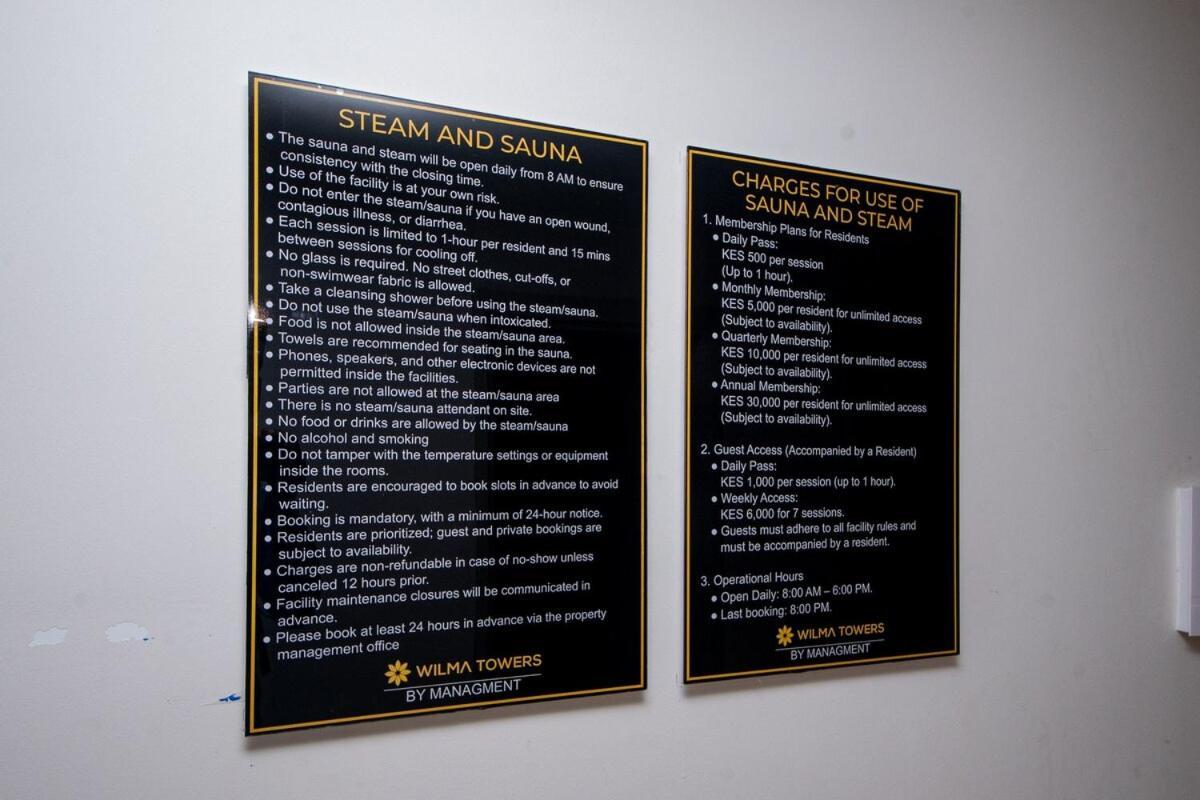 STEAM AND SAUNA
• The sauna and steam will be open daily from 8 AM to ensure
consistency with the closing time.
• Use of the facility is at your own risk.
• Do not enter the steam/sauna if you have an open wound,
contagious illness, or diarrhea.
• Each session is limited to 1-hour per resident and 15 mins
between sessions for cooling off.
• No glass is required. No street clothes, cut-offs, or
non-swimwear fabric is allowed.
• Take a cleansing shower before using the steam/sauna.
• Do not use the steam/sauna when intoxicated.
• Food is not allowed inside the steam/sauna area.
• Towels are recommended for seating in the sauna.
• Phones, speakers, and other electronic devices are not
permitted inside the facilities.
• Parties are not allowed at the steam/sauna area
• There is no steam/sauna attendant on site.
• No food or drinks are allowed by the steam/sauna
• No alcohol and smoking
• Do not tamper with the temperature settings or equipment
inside the rooms.
• Residents are encouraged to book slots in advance to avoid
waiting.
• Booking is mandatory, with a minimum of 24-hour notice.
• Residents are prioritized; guest and private bookings are
subject to availability.
• Charges are non-refundable in case of no-show unless
canceled 12 hours prior.
• Facility maintenance closures will be communicated in
advance.
• Please book at least 24 hours in advance via the property
management office
WILMA TOWERS
BY MANAGMENT
CHARGES FOR USE OF
SAUNA AND STEAM
1. Membership Plans for Residents
• Daily Pass:
KES 500 per session
(Up to 1 hour).
• Monthly Membership:
KES 5,000 per resident for unlimited access
(Subject to availability).
• Quarterly Membership:
KES 10,000 per resident for unlimited access
(Subject to availability).
• Annual Membership:
KES 30,000 per resident for unlimited access
(Subject to availability).
2. Guest Access (Accompanied by a Resident)
• Daily Pass:
KES 1,000 per session (up to 1 hour).
• Weekly Access:
KES 6,000 for 7 sessions.
• Guests must adhere to all facility rules and
must be accompanied by a resident.
3. Operational Hours
• Open Daily: 8:00 AM – 6:00 PM.
• Last booking: 8:00 PM.
WILMA TOWERS
BY MANAGMENT